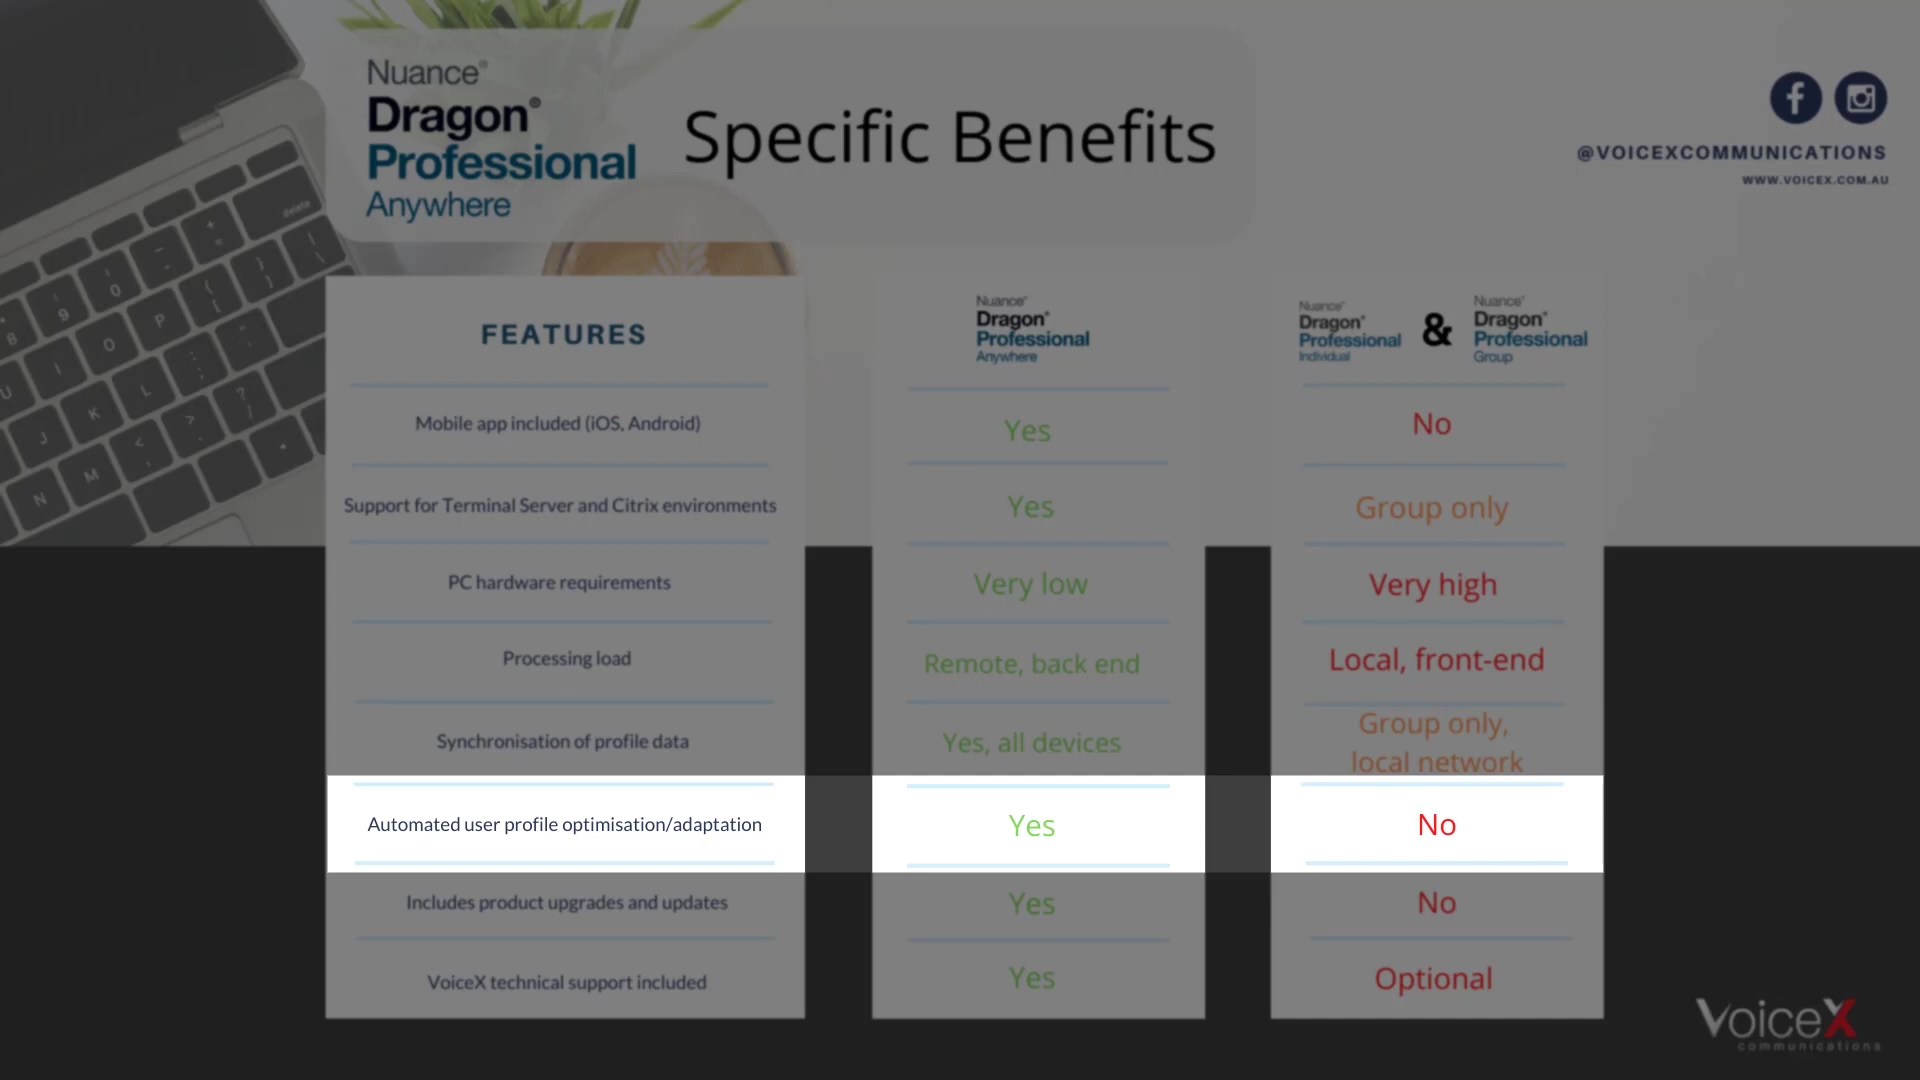 Nuance®
Dragon®
Professional
Anywhere
Specific Benefits
@VOICEXCOMMUNICATIONS
WWW.VOICEX.COM.AU
FEATURES
Nuance®
Dragon®
Professional
Anywhere
Nuance®
Dragon®
Professional
Individual
&
Nuance®
Dragon®
Professional
Group
Mobile app included (iOS, Android)
Yes
No
Support for Terminal Server and Citrix environments
Yes
Group only
PC hardware requirements
Very low
Very high
Processing load
Remote, back end
Local, front-end
Synchronisation of profile data
Yes, all devices
Group only,
local network
Automated user profile optimisation/adaptation
Yes
No
Includes product upgrades and updates
Yes
No
VoiceX technical support included
Yes
Optional
VoiceX
communications
delete